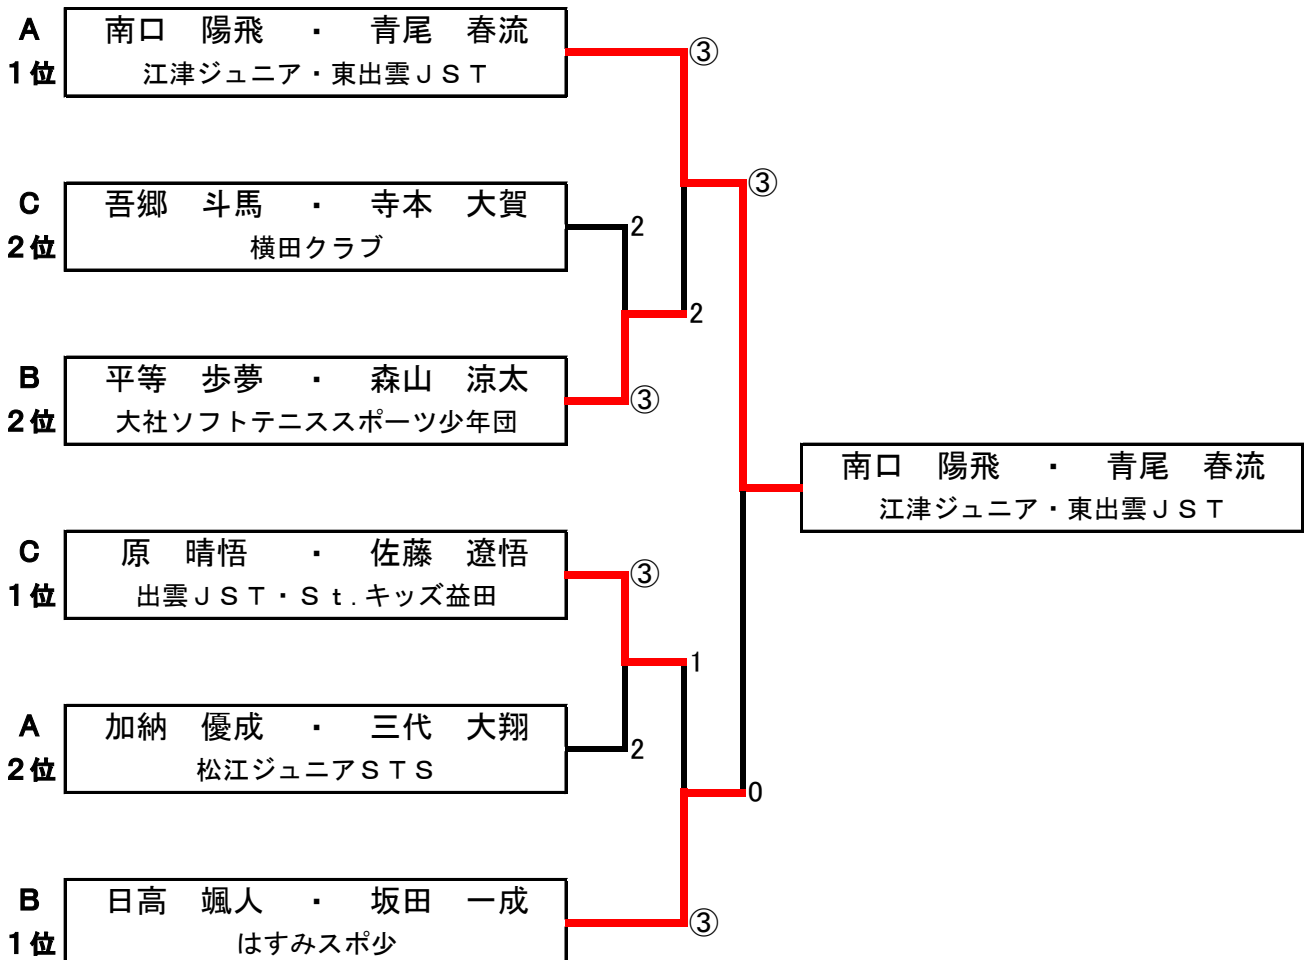 A
1位
南口 陽飛 ・ 青尾 春流
江津ジュニア・東出雲ＪＳＴ
③
③
C
2位
吾郷 斗馬 ・ 寺本 大賀
横田クラブ
2
2
B
2位
平等 歩夢 ・ 森山 涼太
大社ソフトテニススポーツ少年団
③
南口 陽飛 ・ 青尾 春流
江津ジュニア・東出雲ＪＳＴ
C
1位
原 晴悟 ・ 佐藤 遼悟
出雲ＪＳＴ・Ｓｔ.キッズ益田
③
1
A
2位
加納 優成 ・ 三代 大翔
松江ジュニアＳＴＳ
2
0
B
1位
日高 颯人 ・ 坂田 一成
はすみスポ少
③